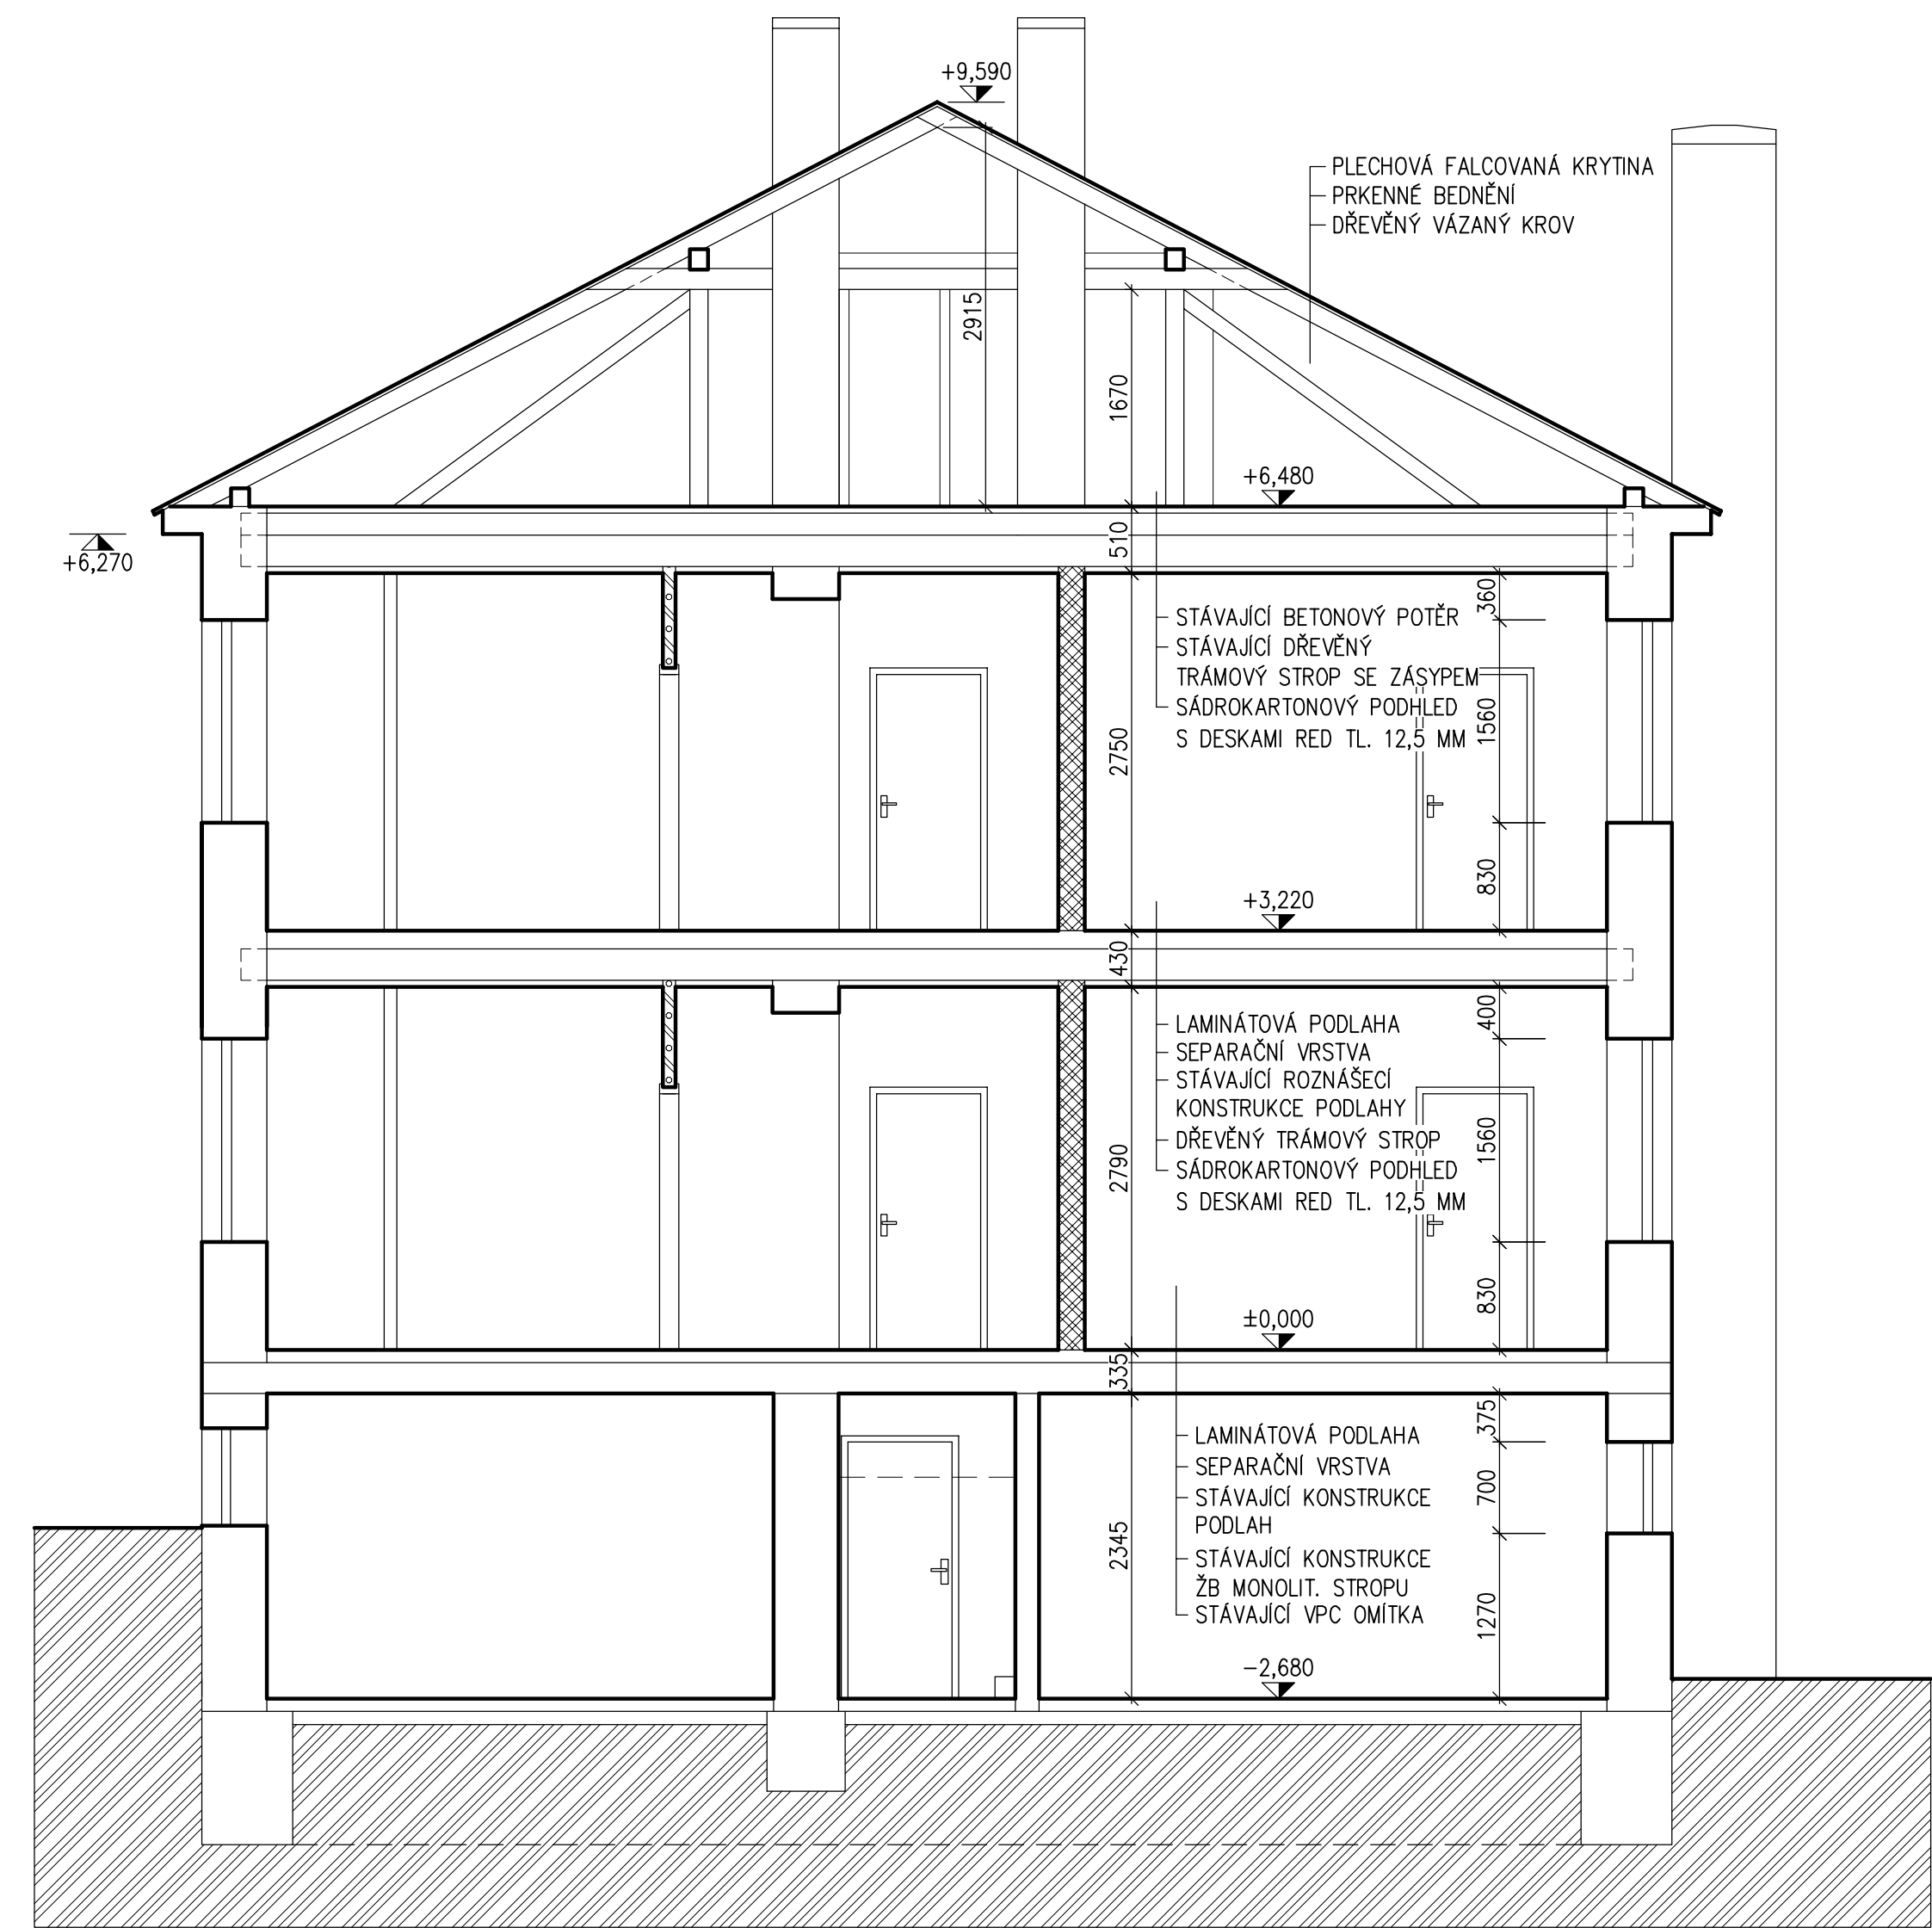 +9,590
PLECHOVÁ FALCOVANÁ KRYTINA
PRKENNÉ BEDNĚNÍ
DŘEVĚNÝ VÁZANÝ KROV
2915
1670
+6,480
+6,270
510
360
STÁVAJÍCÍ BETONOVÝ POTĚR
STÁVAJÍCÍ DŘEVĚNÝ
TRÁMOVÝ STROP SE ZÁSYPEM
SÁDROKARTONOVÝ PODHLED
S DESKAMI RED TL. 12,5 MM
1560
2750
830
+3,220
430
400
LAMINÁTOVÁ PODLAHA
SEPARAČNÍ VRSTVA
STÁVAJÍCÍ ROZNÁŠECÍ
KONSTRUKCE PODLAHY
DŘEVĚNÝ TRÁMOVÝ STROP
SÁDROKARTONOVÝ PODHLED
S DESKAMI RED TL. 12,5 MM
1560
2790
830
±0,000
335
375
LAMINÁTOVÁ PODLAHA
SEPARAČNÍ VRSTVA
STÁVAJÍCÍ KONSTRUKCE
PODLAH
STÁVAJÍCÍ KONSTRUKCE
ŽB MONOLIT. STROPU
STÁVAJÍCÍ VPC OMÍTKA
700
2345
1270
-2,680